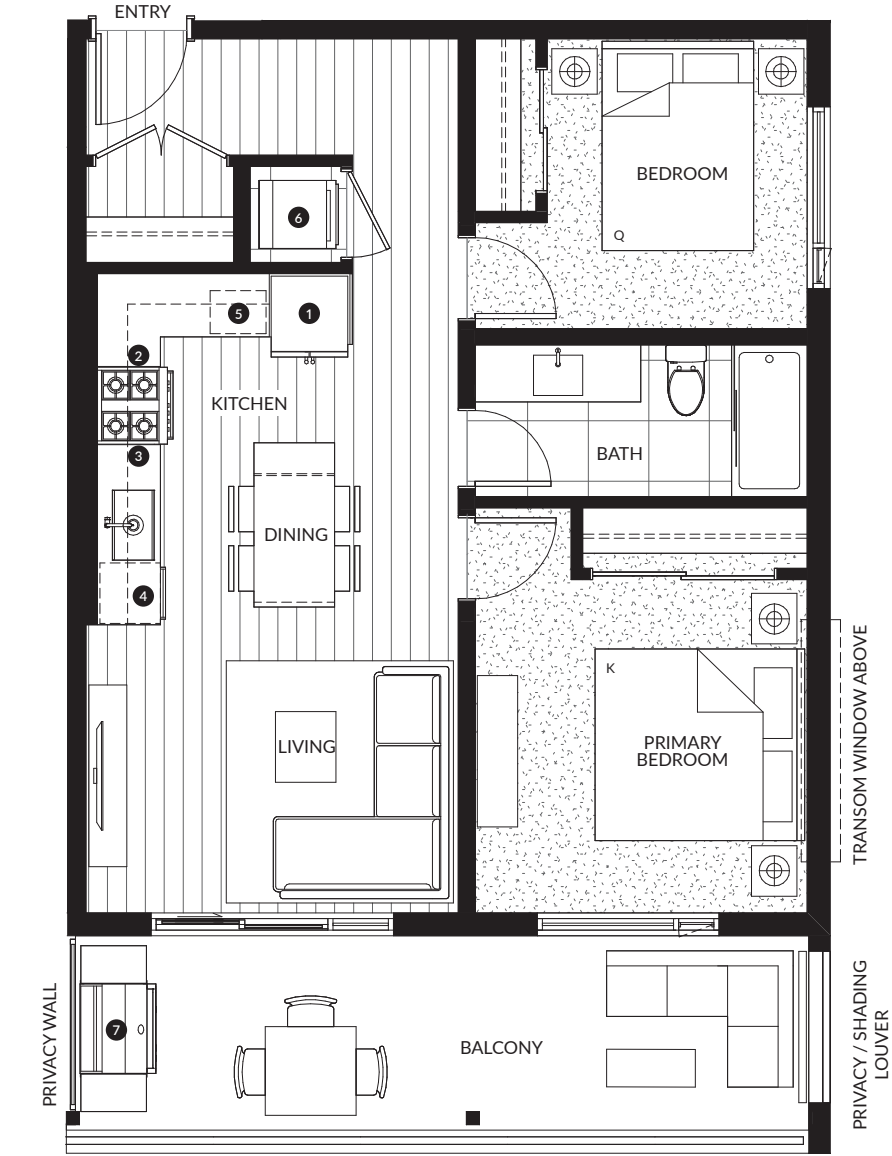 ENTRY
BEDROOM
6
Q
5
1
2
KITCHEN
3
BATH
DINING
4
K
TRANSOM WINDOW ABOVE
LIVING
PRIMARY
BEDROOM
PRIVACY WALL
7
BALCONY
PRIVACY / SHADING
LOUVER